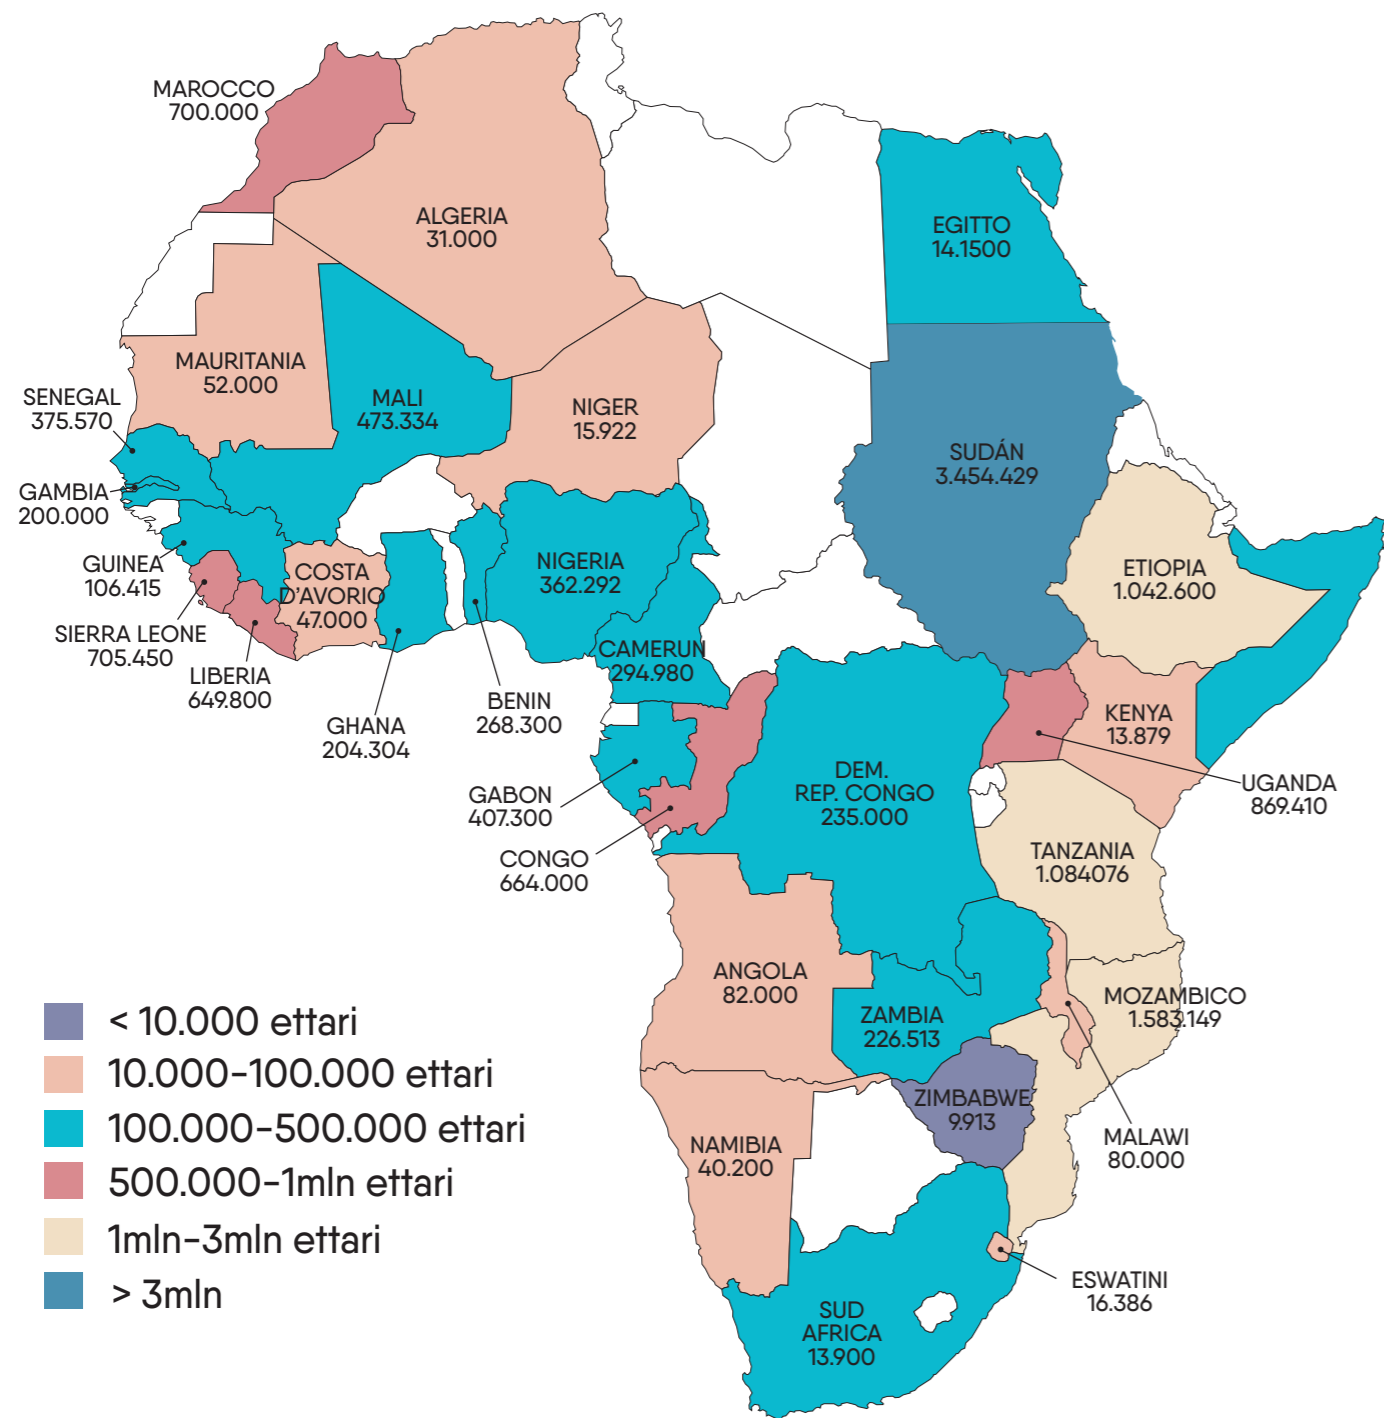 MAROCCO
700.000
ALGERIA
31.000
EGITTO
14.1500
MAURITANIA
52.000
SENEGAL
375.570
MALI
473.334
NIGER
15.922
SUDÁN
3.454.429
GAMBIA
200.000
GUINEA
106.415
COSTA
D'AVORIO
47.000
NIGERIA
362.292
ETIOPIA
1.042.600
SIERRA LEONE
705.450
LIBERIA
649.800
CAMERUN
294.980
GHANA
204.304
BENIN
268.300
KENYA
13.879
GABON
407.300
DEM.
REP. CONGO
235.000
UGANDA
869.410
CONGO
664.000
TANZANIA
1.084076
ANGOLA
82.000
ZAMBIA
226.513
MOZAMBICO
1.583.149
ZIMBABWE
9.913
NAMIBIA
40.200
MALAWI
80.000
ESWATINI
16.386
SUD
AFRICA
13.900
< 10.000 ettari
10.000-100.000 ettari
100.000-500.000 ettari
500.000-1mln ettari
1mln-3mln ettari
> 3mln